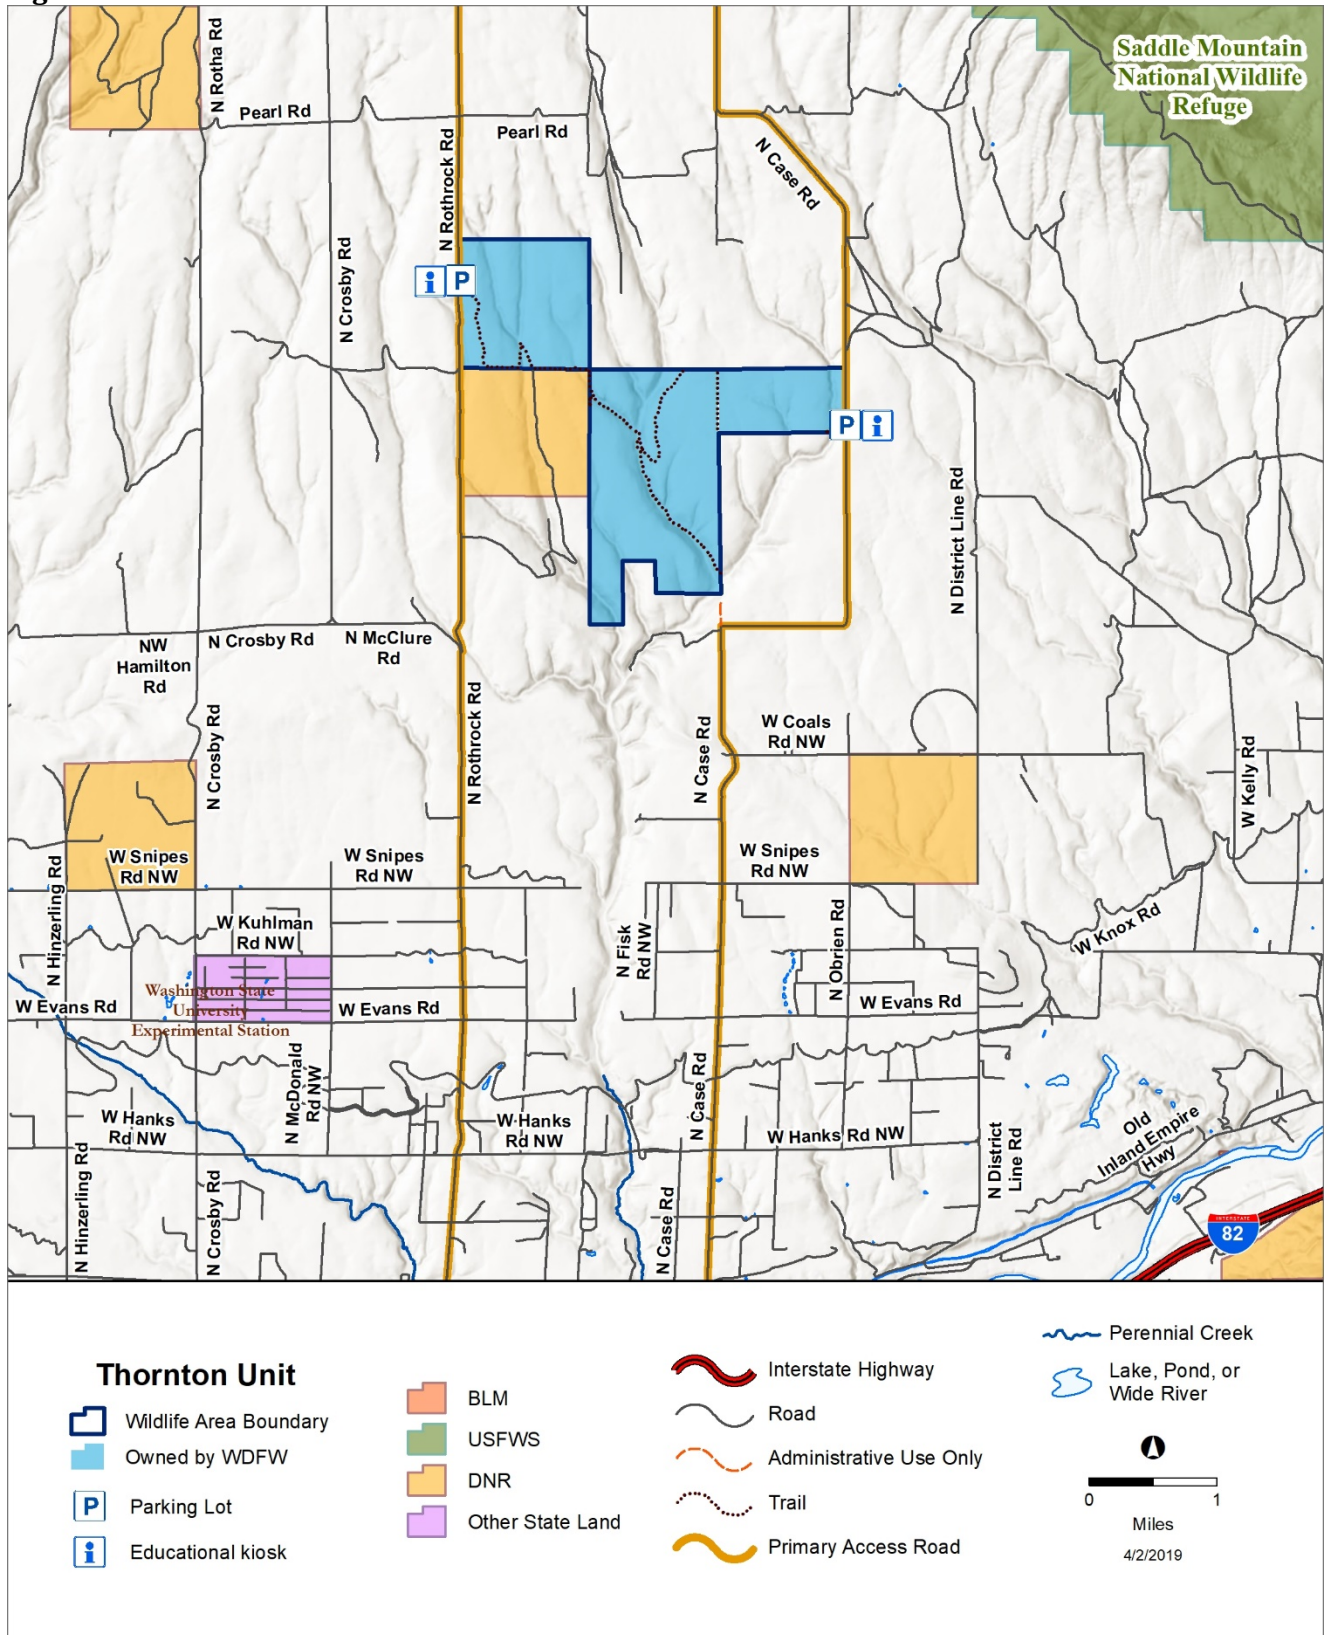 Saddle Mountain
National Wildlife
Refuge
N Rotha Rd
Pearl Rd
N Rothrock Rd
Pearl Rd
N Case Rd
N Crosby Rd
i
P
P
i
N District Line Rd
NW
Hamilton
Rd
N Crosby Rd
N McClure
Rd
N Crosby Rd
N Rothrock Rd
N Case Rd
W Coals
Rd NW
W Kelly Rd
N Hinzerling Rd
W Snipes
Rd NW
W Snipes
Rd NW
W Snipes
Rd NW
W Kuhlman
Rd NW
N Fisk
Rd NW
N Obrien Rd
W Knox Rd
Washington State
University
Experimental Station
W Evans Rd
W Evans Rd
W Evans Rd
N McDonald
Rd NW
N Case Rd
W Hanks
Rd NW
W Hanks
Rd NW
W Hanks Rd NW
Old
Inland Empire
Hwy
N Hinzerling Rd
N Crosby Rd
N Case Rd
N District
Line Rd
INTERSTATE
82
Thornton Unit
Wildlife Area Boundary
Owned by WDFW
P
Parking Lot
i
Educational kiosk
BLM
USFWS
DNR
Other State Land
Interstate Highway
Road
Administrative Use Only
Trail
Primary Access Road
Perennial Creek
Lake, Pond, or
Wide River
0 1
Miles
4/2/2019